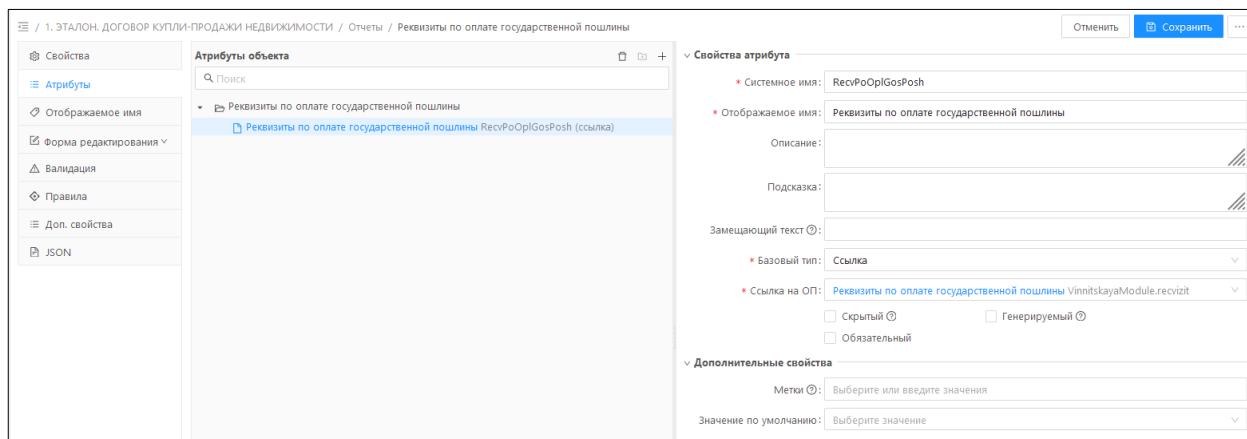 / 1. ЭТАЛОН. ДОГОВОР КУПЛИ-ПРОДАЖИ НЕДВИЖИМОСТИ / Отчеты / Реквизиты по оплате государственной пошлины
Отменить
Сохранить
...
Свойства
Атрибуты
Отображаемое имя
Форма редактирования
Валидация
Правила
Доп. свойства
JSON
Атрибуты объекта
Поиск
Реквизиты по оплате государственной пошлины
Реквизиты по оплате государственной пошлины RecvPoOplGosPosh (ссылка)
Свойства атрибута
* Системное имя: RecvPoOplGosPosh
* Отображаемое имя: Реквизиты по оплате государственной пошлины
Описание:
Подсказка:
Замещающий текст ?:
* Базовый тип: Ссылка
* Ссылка на ОП: Реквизиты по оплате государственной пошлины VinnitskayaModule.recvizit
Скрытый ? Генерируемый ?
Обязательный
Дополнительные свойства
Метки ?: Выберите или введите значения
Значение по умолчанию: Выберите значение